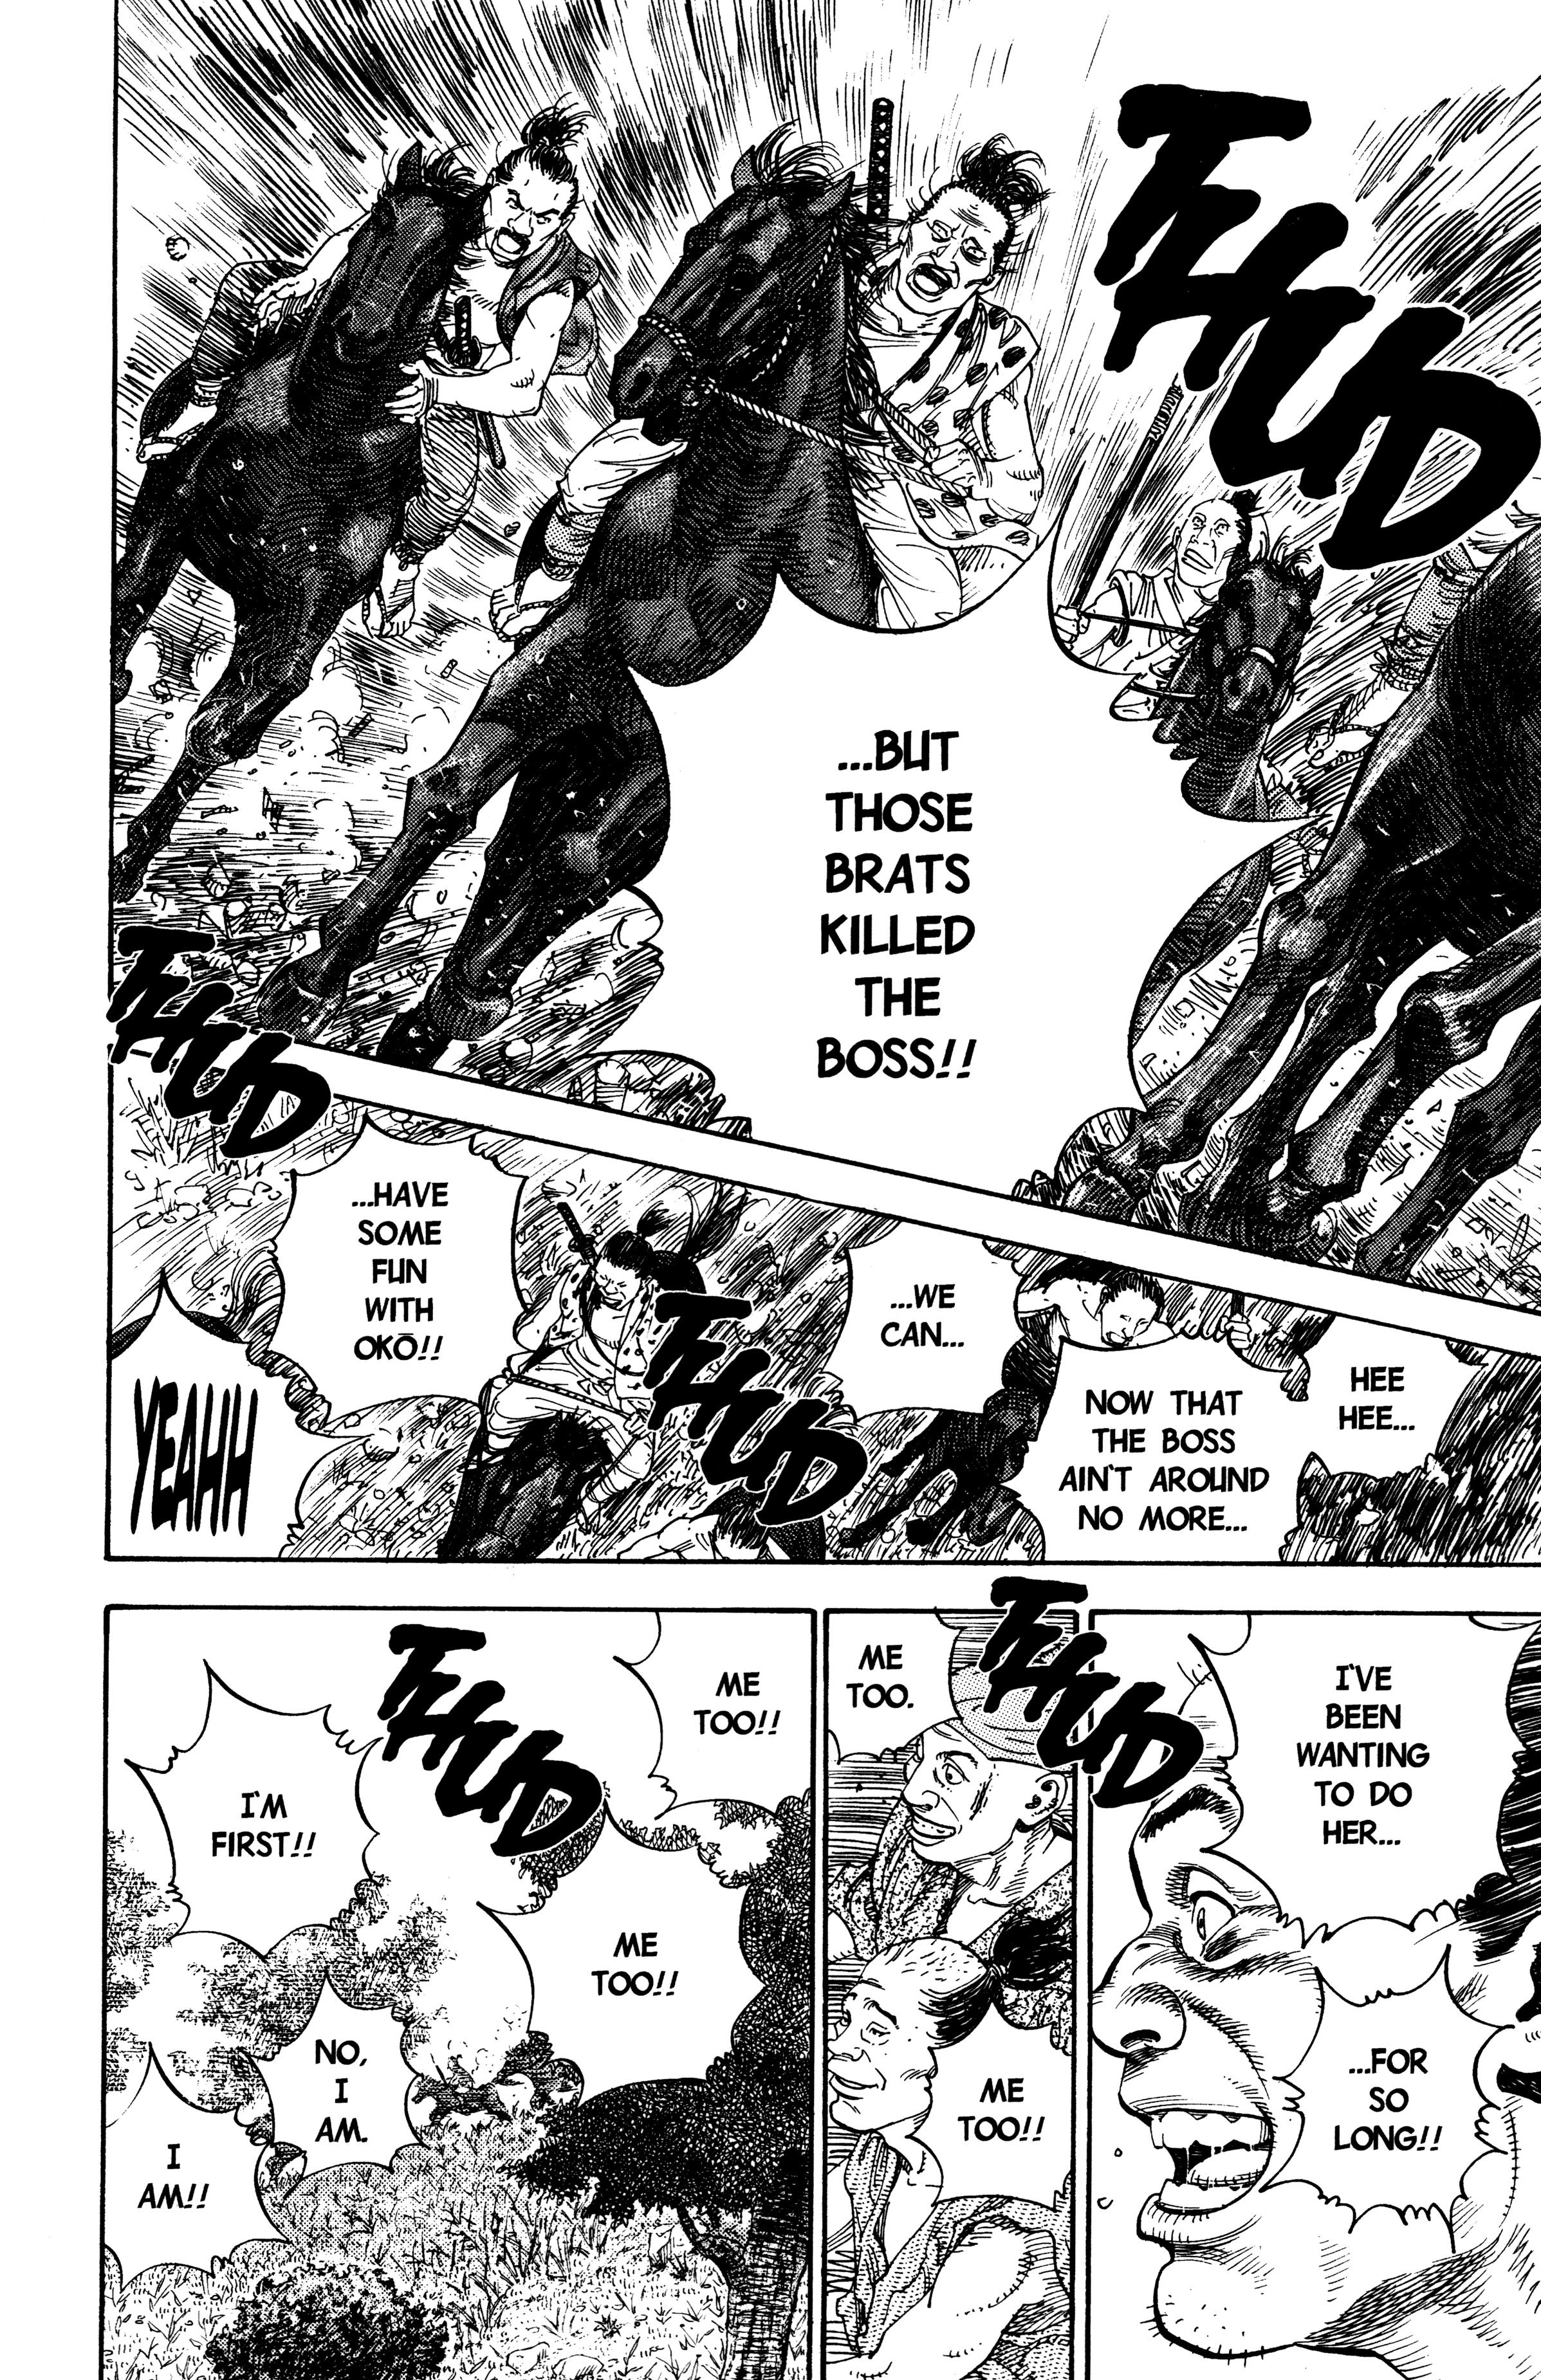 THUD
...BUT
THOSE
BRATS
KILLED
THE
BOSS!!
THUD
HEE
HEE...
NOW THAT
THE BOSS
AIN'T AROUND
NO MORE...
...WE
CAN...
THUD
...HAVE
SOME
FUN
WITH
OKŌ!!
YEAHH
I'VE
BEEN
WANTING
TO DO
HER...
...FOR
SO
LONG!!
THUD
ME
TOO.
ME
TOO!!
ME
TOO!!
THUD
ME
TOO!!
I'M
FIRST!!
NO,
I
AM.
I
AM!!